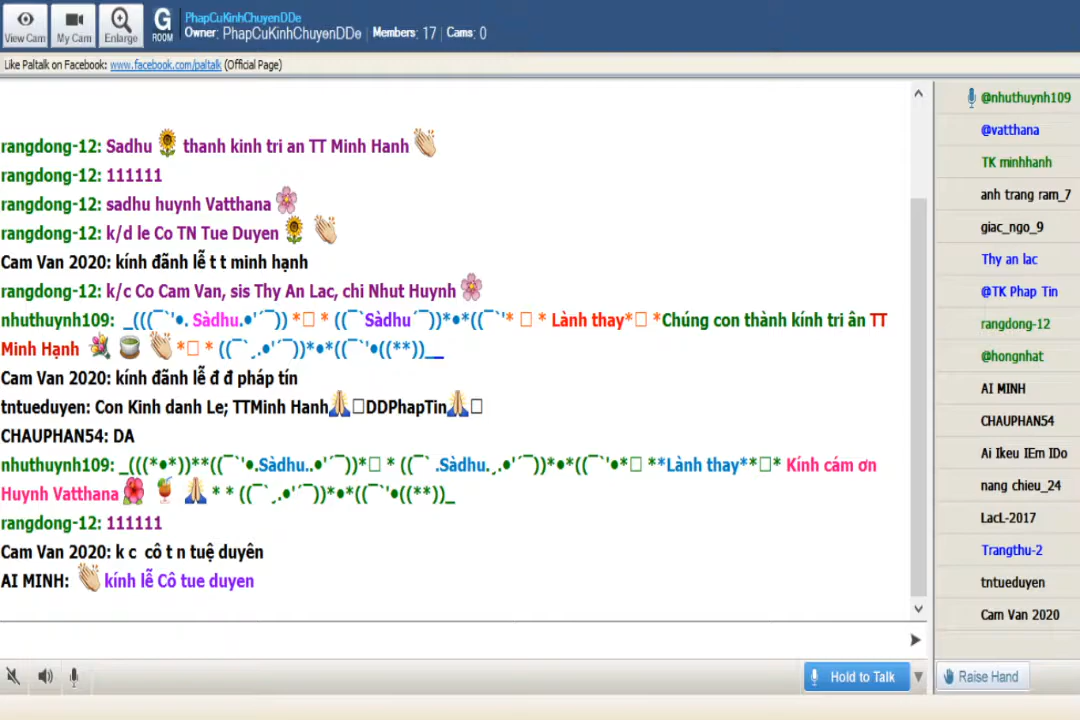 PhapCuKinhChuyenDDe
View Cam My Cam Enlarge G ROOM Owner: PhapCuKinhChuyenDDe Members: 17 Cams: 0
Like Paltalk on Facebook: www.facebook.com/paltalk (Official Page)
rangdong-12: Sadhu 🌻 thanh kinh tri an TT Minh Hanh 👏
rangdong-12: 111111
rangdong-12: sadhu huynh Vatthana 🌸
rangdong-12: k/d le Co TN Tue Duyen 🌻 👏
Cam Van 2020: kính đãnh lễ t t minh hạnh
rangdong-12: k/c Co Cam Van, sis Thy An Lac, chi Nhut Huynh 🌸
nhuthuynh109: _(((¯`'•. Sàdhu.•'´¯)) *□ * ((¯`Sàdhu´¯))*•*((¯`'* □ * Lành thay*□ *Chúng con thành kính tri ân TT
Minh Hạnh 💐 🍵 👏 *□ * ((¯`¸.•'´¯))*•*((¯`'•((**))__
Cam Van 2020: kính đãnh lễ đ đ pháp tín
tntueduyen: Con Kinh danh Le; TTMinh Hanh🙏□DDPhapTin🙏□
CHAUPHAN54: DA
nhuthuynh109: _(((*•*))**((¯`'•.Sàdhu..•'´¯))*□ * ((¯` .Sàdhu.¸.•'´¯))*•*((¯`'•*□ **Lành thay**□* Kính cám ơn
Huynh Vatthana 🌺 🍹 🙏 * * ((¯`¸.•'´¯))*•*((¯`'•((**))_
rangdong-12: 111111
Cam Van 2020: k c cô t n tuệ duyên
AI MINH: 👏 kính lễ Cô tue duyen
@nhuthuynh109
@vatthana
TK minhhanh
anh trang ram_7
giac_ngo_9
Thy an lac
@TK Phap Tin
rangdong-12
@hongnhat
AI MINH
CHAUPHAN54
Ai Ikeu IEm IDo
nang chieu_24
LacL-2017
Trangthu-2
tntueduyen
Cam Van 2020
Hold to Talk
Raise Hand